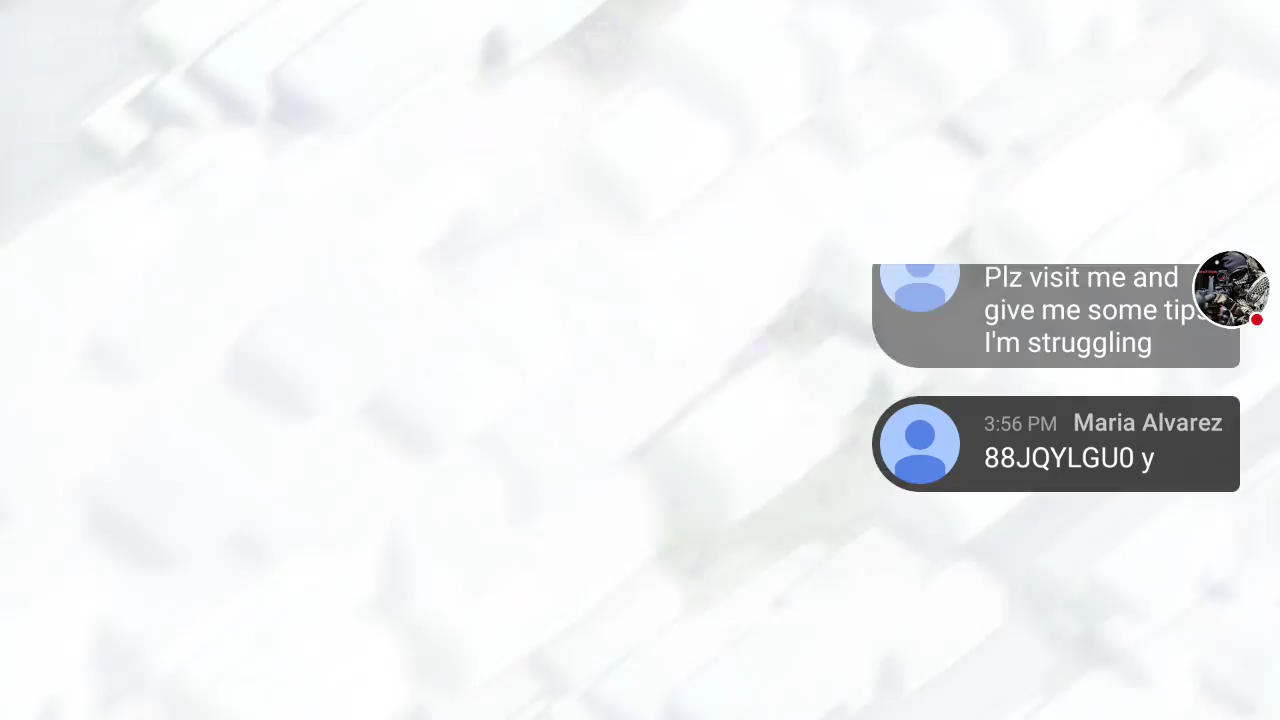 Plz visit me and
give me some tips
I'm struggling
3:56 PM Maria Alvarez
88JQYLGU0 y